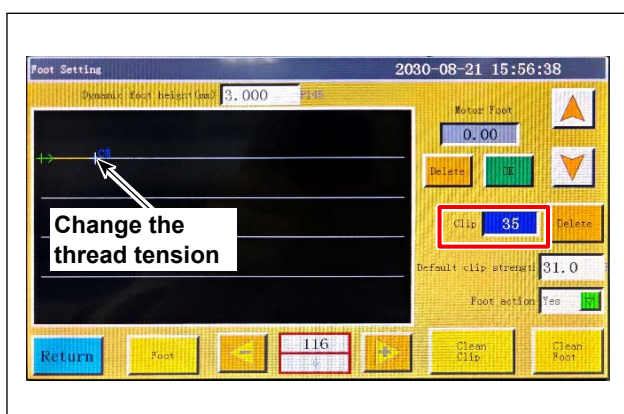 Foot Setting
2030-08-21 15:56:38
Dynamic foot height(mm) 3.000 P145
Motor Foot
0.00
Delete OK
CS
Change the
thread tension
Clip 35 Delete
Default clip strengt 31.0
Foot action Yes
Return
Foot
116
Clean
Clip
Clean
Foot